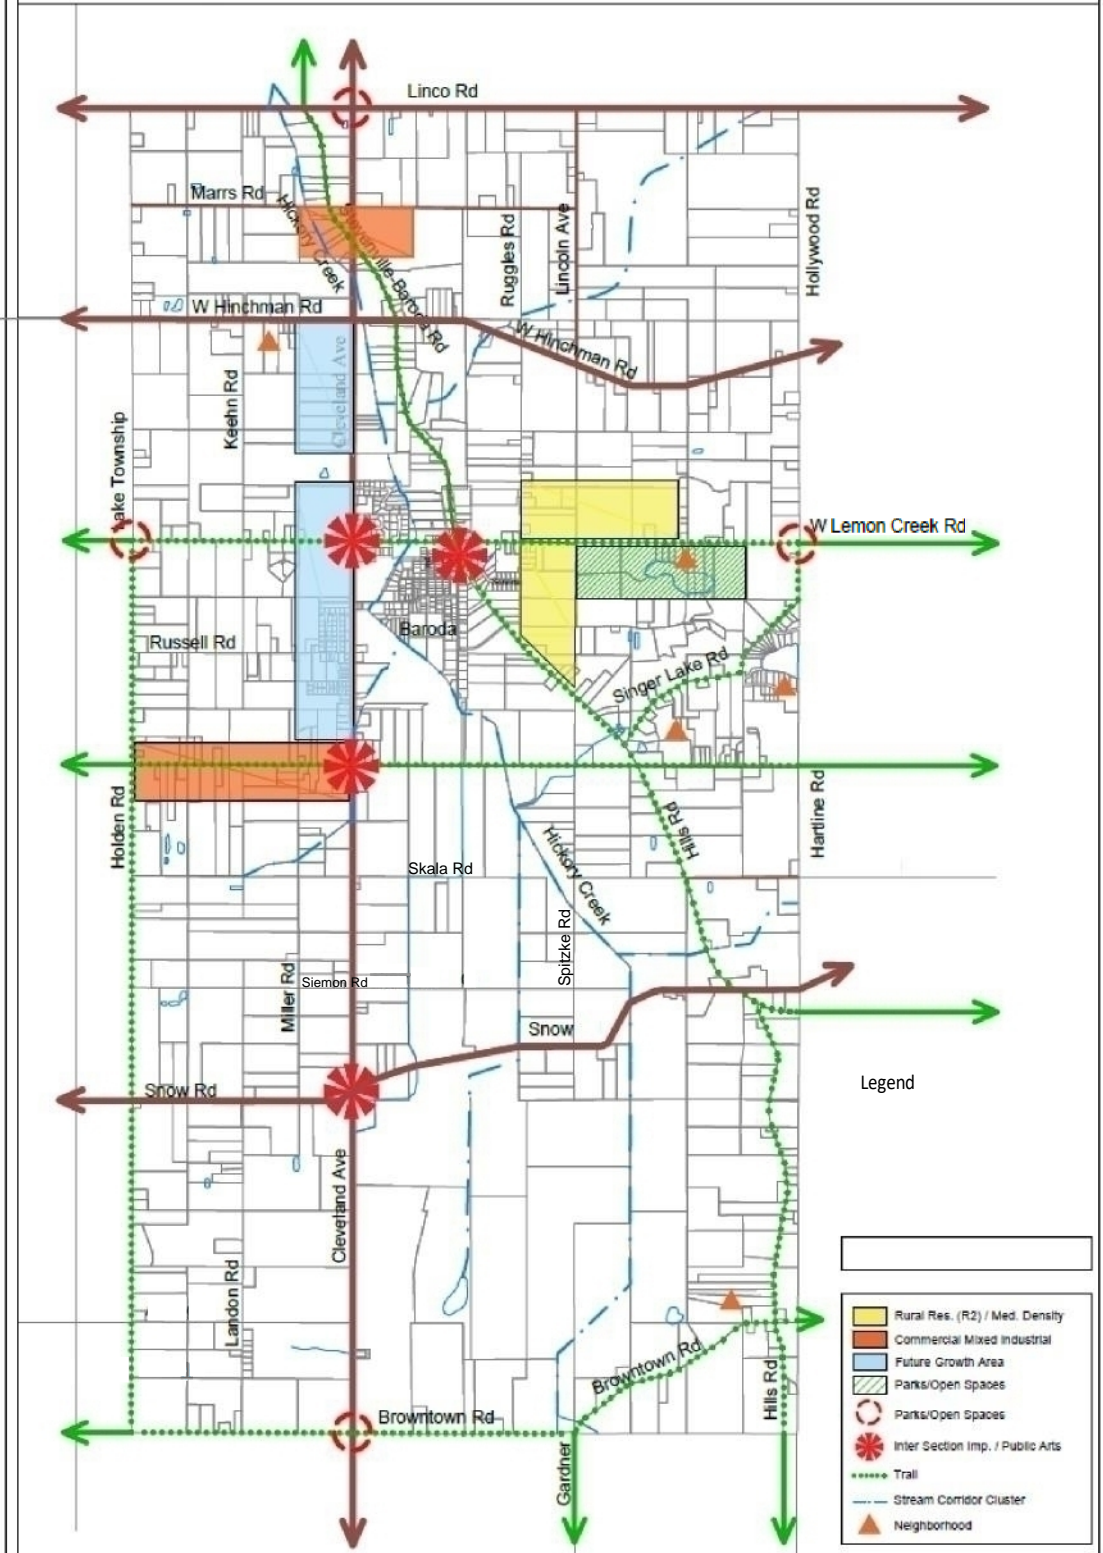 Linco Rd
Marrs Rd
Hickory Creek
Stevensville-Baroda Rd
Ruggles Rd
Lincoln Ave
Hollywood Rd
W Hinchman Rd
W Hinchman Rd
Keehn Rd
Cleveland Ave
Lake Township
W Lemon Creek Rd
Russell Rd
Baroda
Singer Lake Rd
Holden Rd
Hills Rd
Hartline Rd
Skala Rd
Hickory Creek
Spitzke Rd
Miller Rd
Siemon Rd
Snow
Snow Rd
Legend
Cleveland Ave
Landon Rd
Browntown Rd
Hills Rd
Browntown Rd
Gardner
Rural Res. (R2) / Med. Density
Commercial Mixed Industrial
Future Growth Area
Parks/Open Spaces
Parks/Open Spaces
Inter Section Imp. / Public Arts
Trail
Stream Corridor Cluster
Neighborhood